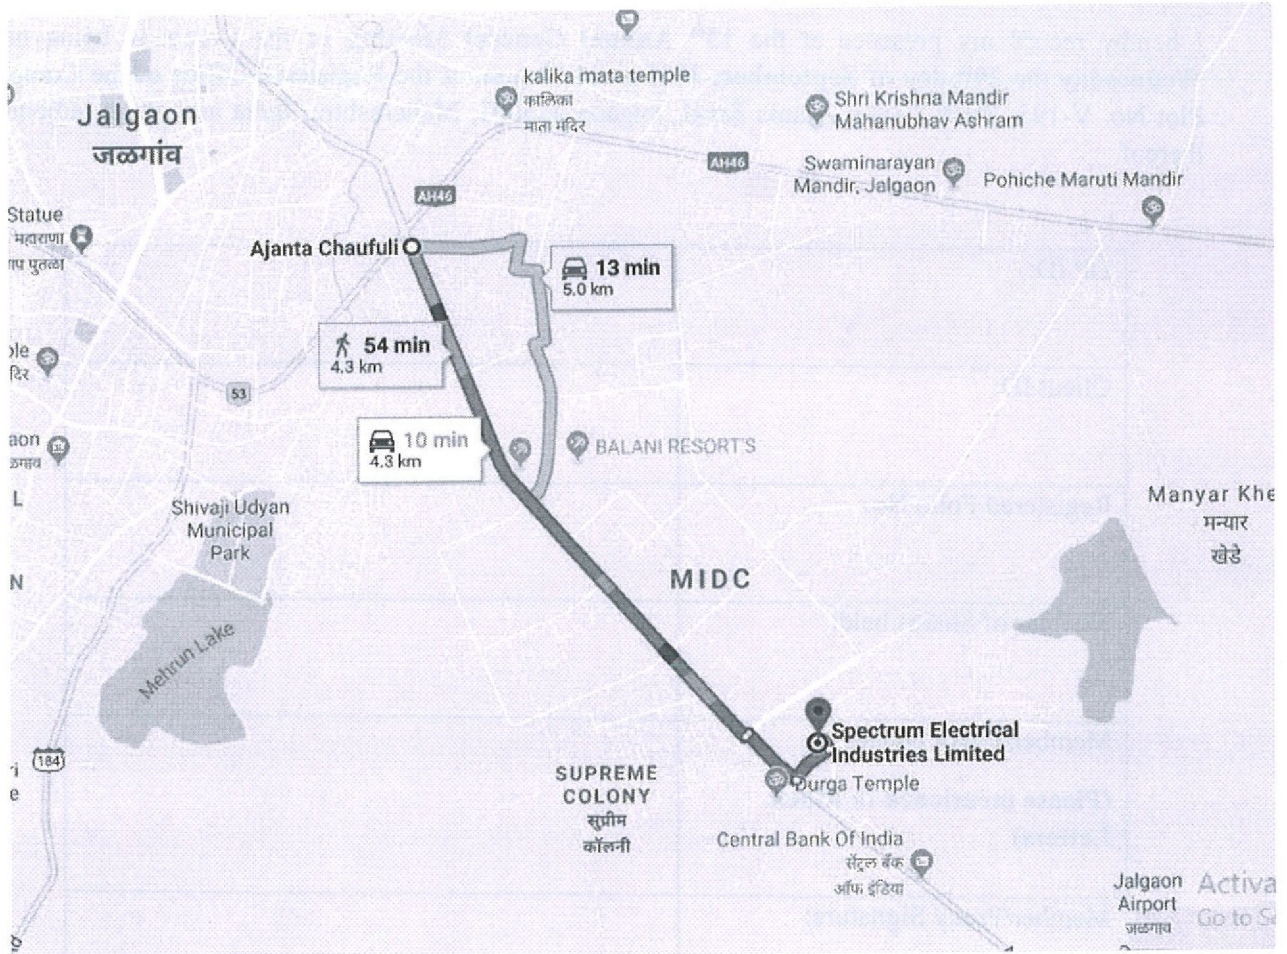 kalika mata temple
कालिका
माता मंदिर
Jalgaon
जळगांव
Shri Krishna Mandir
Mahanubhav Ashram
AH46
Swaminarayan
Mandir, Jalgaon
Pohiche Maruti Mandir
AH46
Statue
महाराणा
पुतळा
Ajanta Chaufuli
13 min
5.0 km
54 min
4.3 km
53
10 min
4.3 km
BALANI RESORT'S
Shivaji Udyan
Municipal
Park
Manyar Khe
मन्यार
खेडे
L
N
MIDC
Mehrun Lake
184
Spectrum Electrical
Industries Limited
Durga Temple
SUPREME
COLONY
सुप्रीम
कॉलनी
Central Bank Of India
सेंट्रल बँक
ऑफ इंडिया
Jalgaon
Airport
जळगाव
Activa
Go to Se